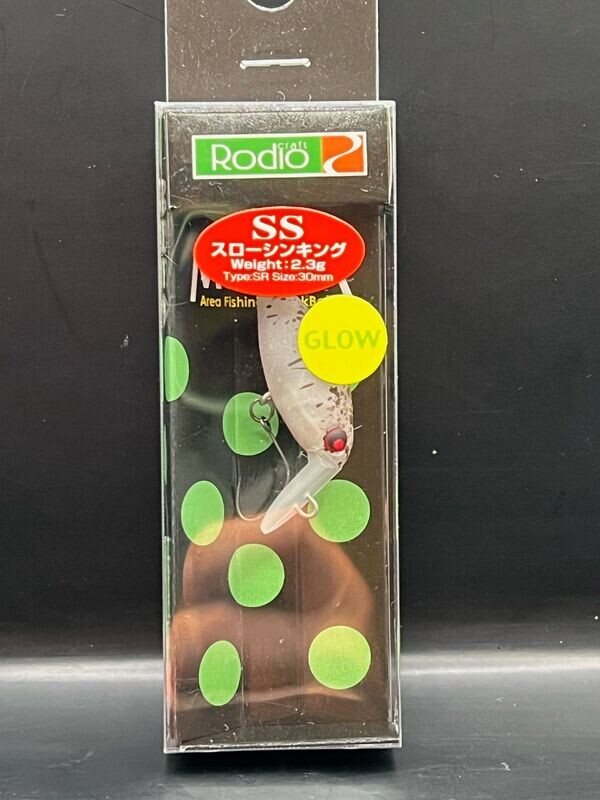 Rodio craft
SS
スローシンキング
Weight:2.3g
Type:SR Size:30mm
Area Fishin
GLOW